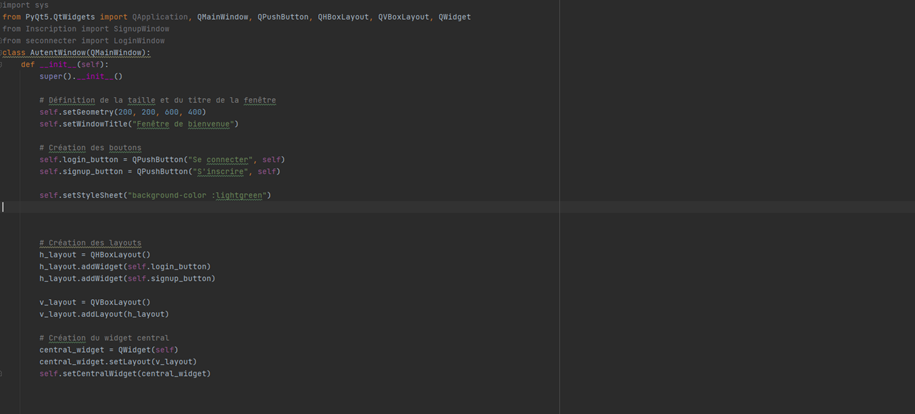 import sys
from PyQt5.QtWidgets import QApplication, QMainWindow, QPushButton, QHBoxLayout, QVBoxLayout, QWidget
from Inscription import SignupWindow
from seconnecter import LoginWindow
class AutentWindow(QMainWindow):
    def __init__(self):
        super().__init__()
        # Définition de la taille et du titre de la fenêtre
        self.setGeometry(200, 200, 600, 400)
        self.setWindowTitle("Fenêtre de bienvenue")
        # Création des boutons
        self.login_button = QPushButton("Se connecter", self)
        self.signup_button = QPushButton("S'inscrire", self)
        self.setStyleSheet("background-color :lightgreen")
        # Création des layouts
        h_layout = QHBoxLayout()
        h_layout.addWidget(self.login_button)
        h_layout.addWidget(self.signup_button)
        v_layout = QVBoxLayout()
        v_layout.addLayout(h_layout)
        # Création du widget central
        central_widget = QWidget(self)
        central_widget.setLayout(v_layout)
        self.setCentralWidget(central_widget)